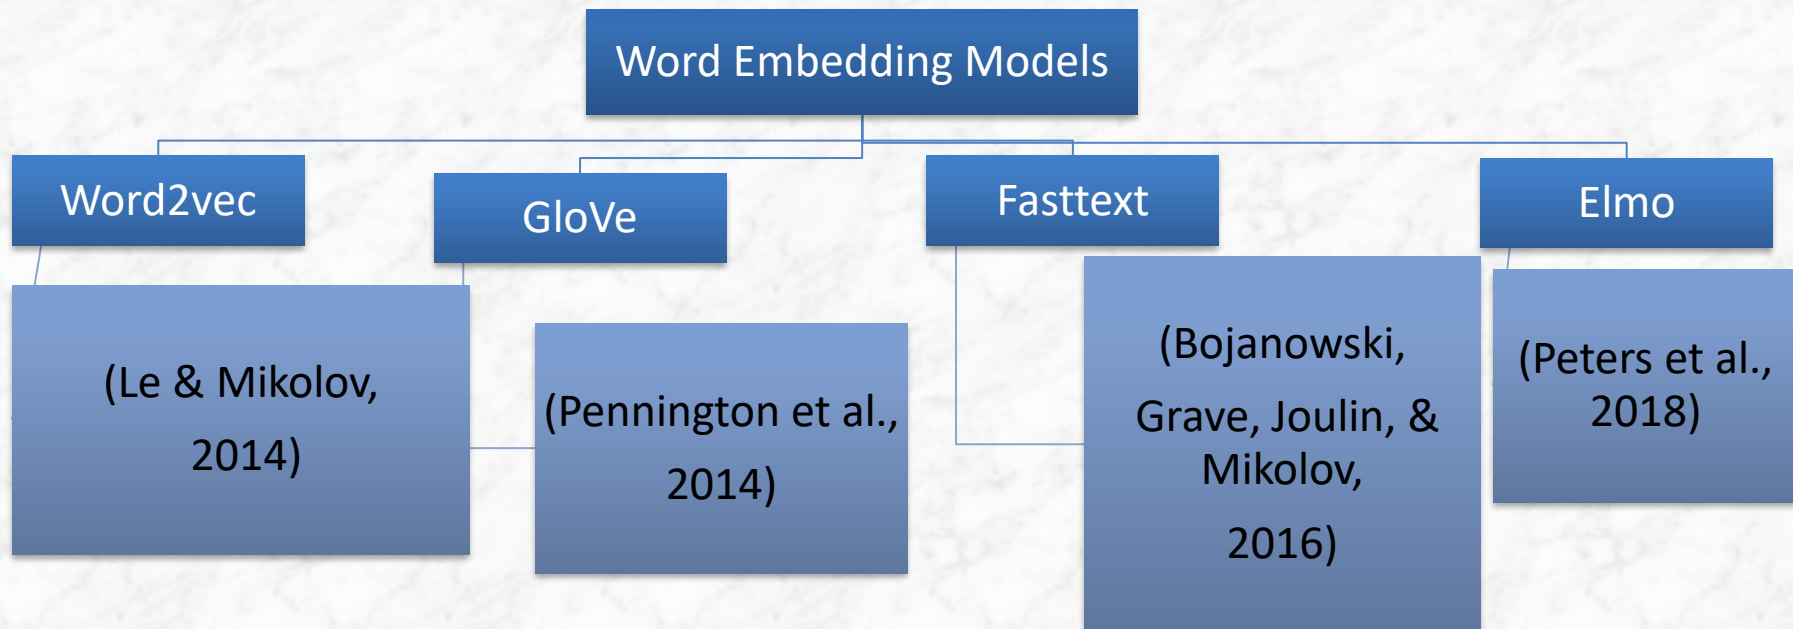 Word Embedding Models
Word2vec
GloVe
Fasttext
Elmo
(Le & Mikolov,
2014)
(Pennington et al.,
2014)
(Bojanowski,
Grave, Joulin, &
Mikolov,
2016)
(Peters et al.,
2018)